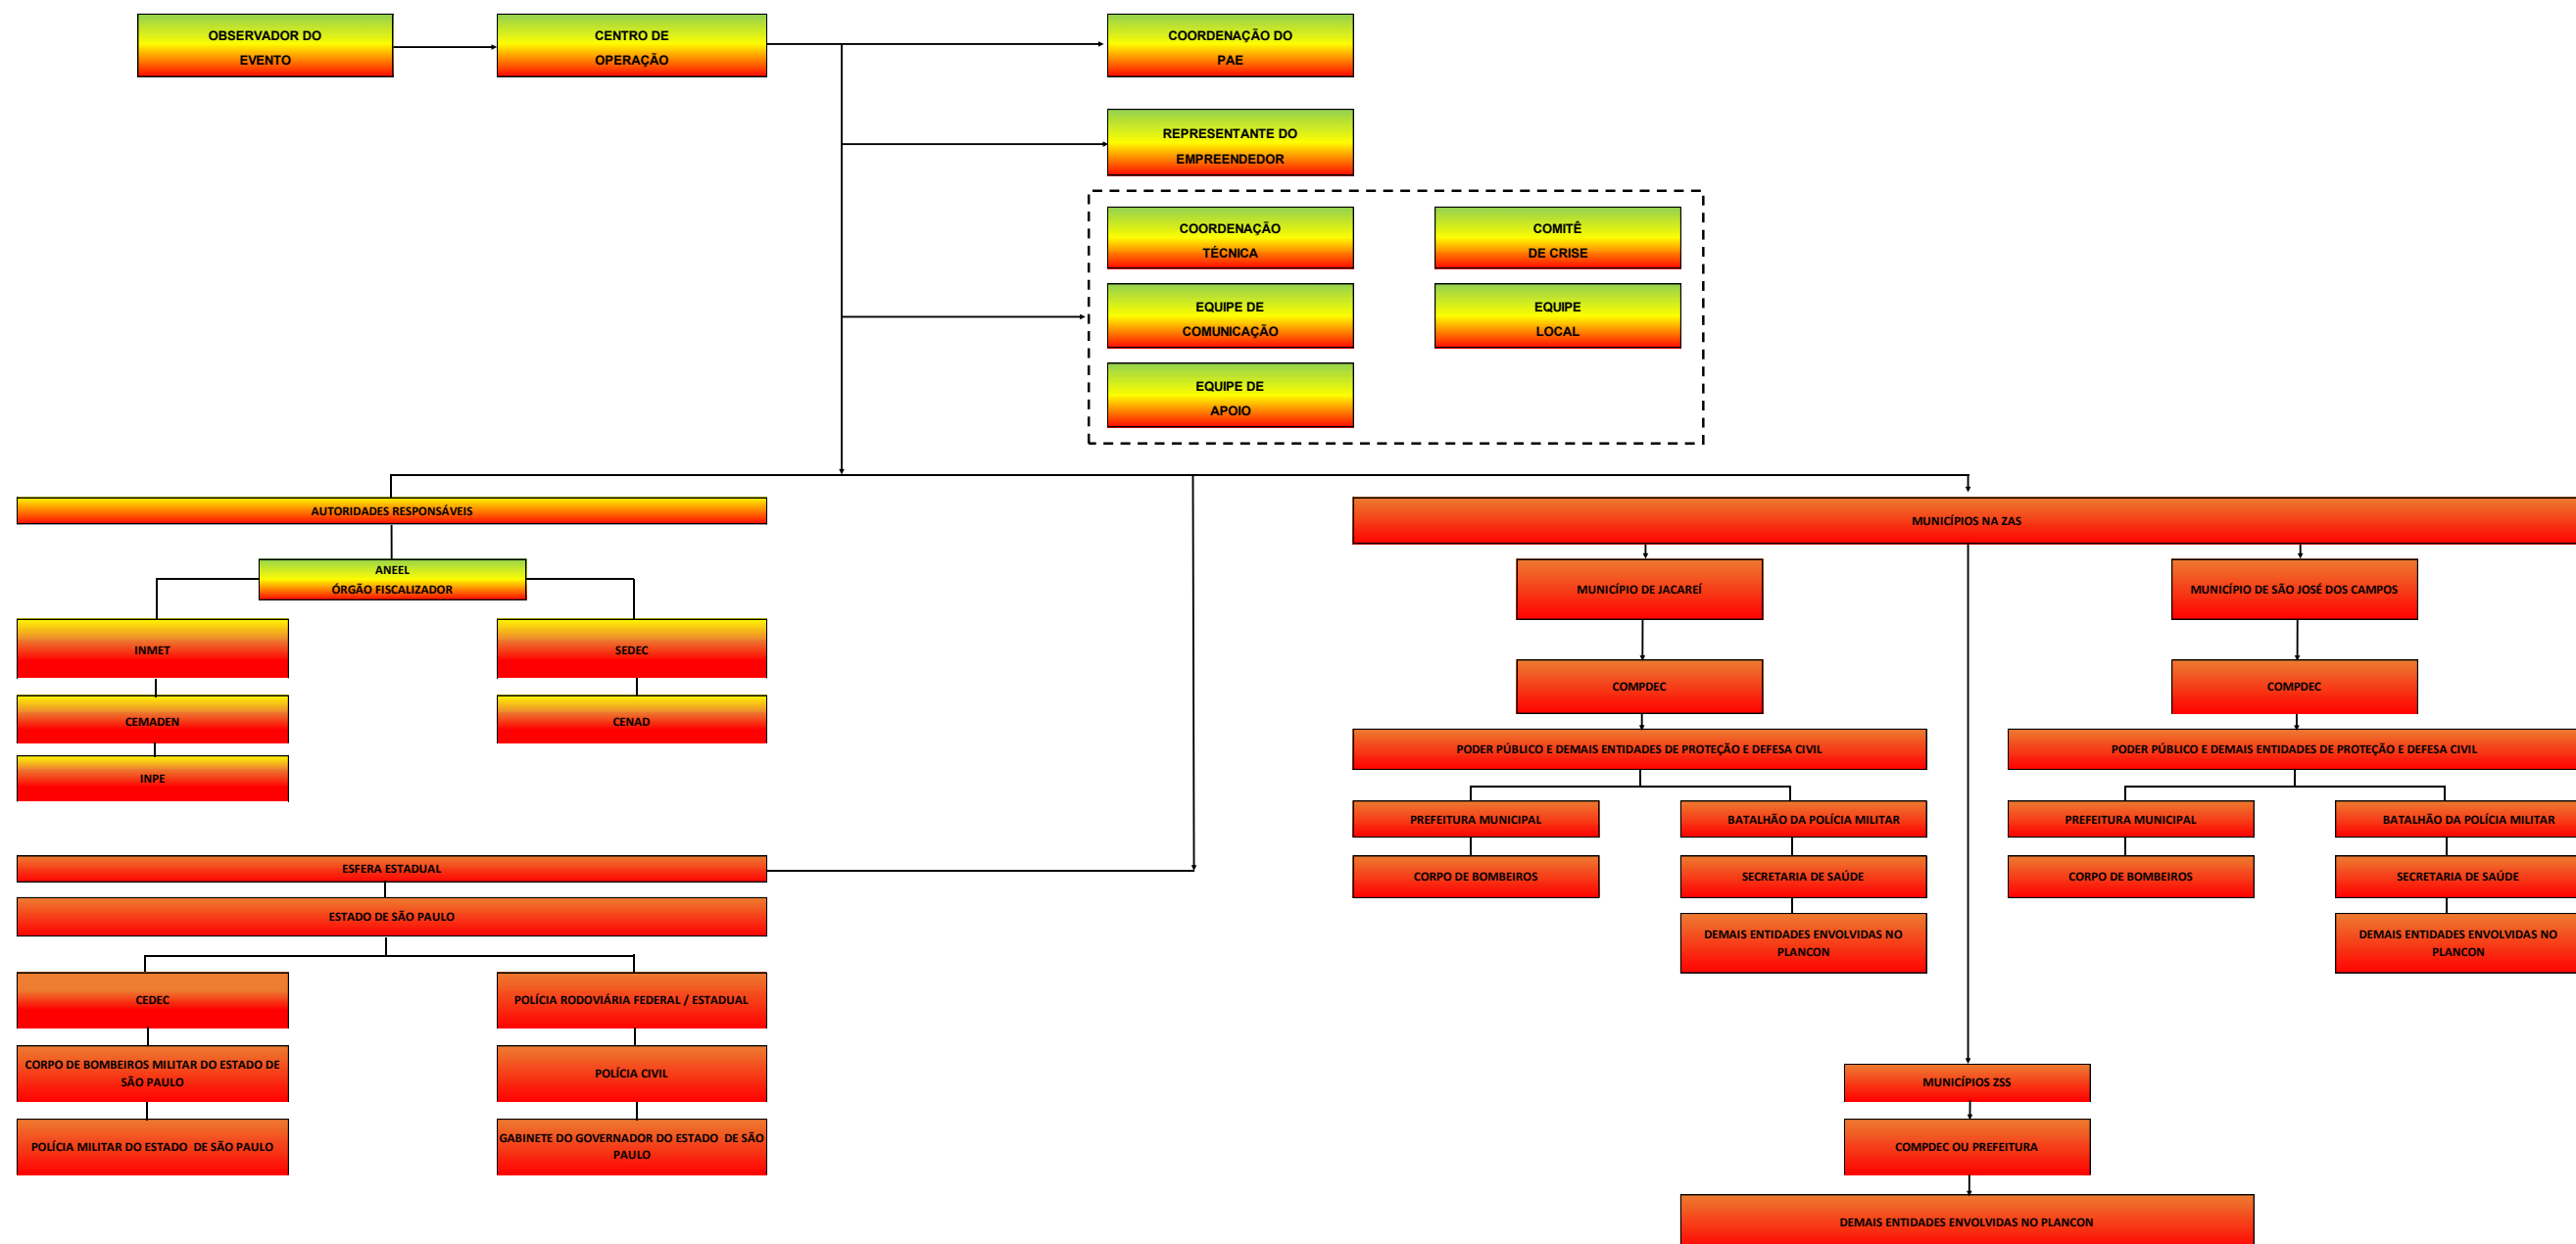 OBSERVADOR DO
EVENTO
CENTRO DE
OPERAÇÃO
COORDENAÇÃO DO
PAE
REPRESENTANTE DO
EMPREENDEDOR
COORDENAÇÃO
TÉCNICA
COMITÊ
DE CRISE
EQUIPE DE
COMUNICAÇÃO
EQUIPE
LOCAL
EQUIPE DE
APOIO
AUTORIDADES RESPONSÁVEIS
ANEEL
ÓRGÃO FISCALIZADOR
INMET
SEDEC
CEMADEN
CENAD
INPE
ESFERA ESTADUAL
ESTADO DE SÃO PAULO
CEDEC
POLÍCIA RODOVIÁRIA FEDERAL / ESTADUAL
CORPO DE BOMBEIROS MILITAR DO ESTADO DE
SÃO PAULO
POLÍCIA CIVIL
POLÍCIA MILITAR DO ESTADO DE SÃO PAULO
GABINETE DO GOVERNADOR DO ESTADO DE SÃO
PAULO
MUNICÍPIOS NA ZAS
MUNICÍPIO DE JACAREÍ
COMPDEC
PODER PÚBLICO E DEMAIS ENTIDADES DE PROTEÇÃO E DEFESA CIVIL
PREFEITURA MUNICIPAL
BATALHÃO DA POLÍCIA MILITAR
CORPO DE BOMBEIROS
SECRETARIA DE SAÚDE
DEMAIS ENTIDADES ENVOLVIDAS NO
PLANCON
MUNICÍPIO DE SÃO JOSÉ DOS CAMPOS
COMPDEC
PODER PÚBLICO E DEMAIS ENTIDADES DE PROTEÇÃO E DEFESA CIVIL
PREFEITURA MUNICIPAL
BATALHÃO DA POLÍCIA MILITAR
CORPO DE BOMBEIROS
SECRETARIA DE SAÚDE
DEMAIS ENTIDADES ENVOLVIDAS NO
PLANCON
MUNICÍPIOS ZSS
COMPDEC OU PREFEITURA
DEMAIS ENTIDADES ENVOLVIDAS NO PLANCON